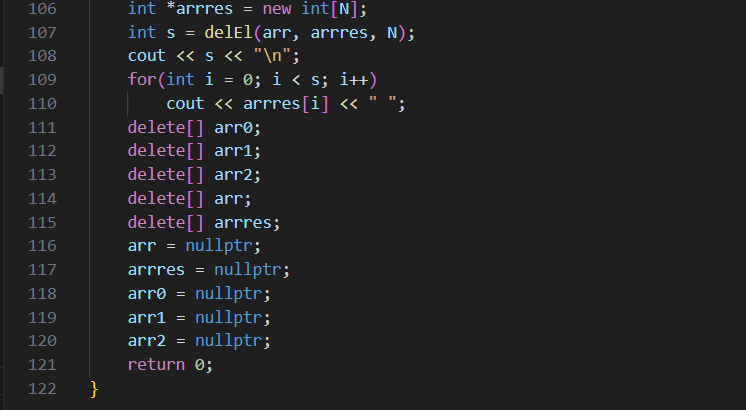 106 int *arrres = new int[N];
107 int s = delEl(arr, arrres, N);
108 cout << s << "\n";
109 for(int i = 0; i < s; i++)
110 cout << arrres[i] << " ";
111 delete[] arr0;
112 delete[] arr1;
113 delete[] arr2;
114 delete[] arr;
115 delete[] arrres;
116 arr = nullptr;
117 arrres = nullptr;
118 arr0 = nullptr;
119 arr1 = nullptr;
120 arr2 = nullptr;
121 return 0;
122 }